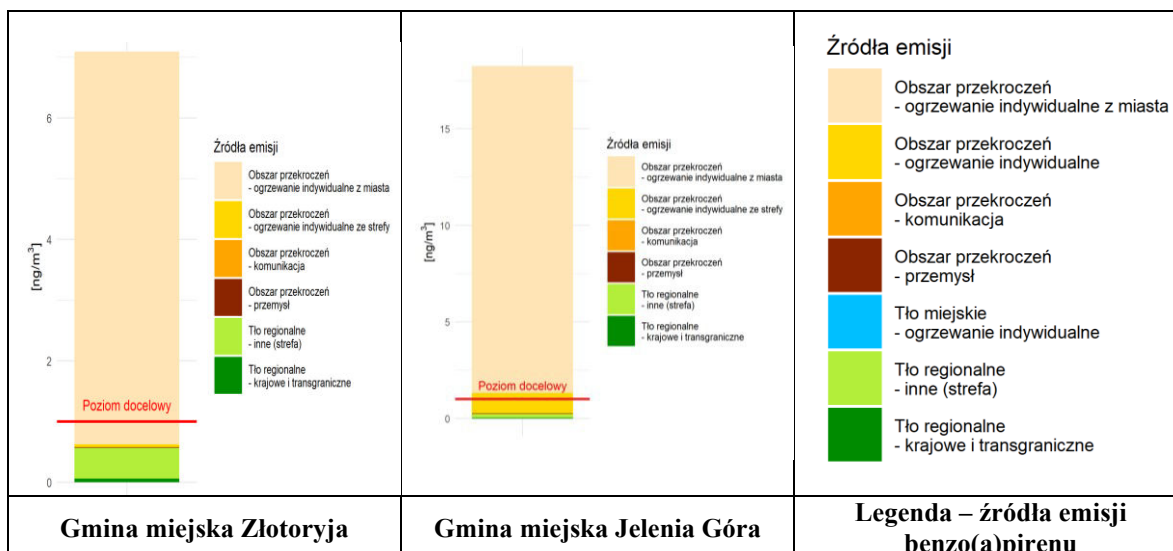 6
4
2
0
[ng/m³]
Poziom docelowy
Źródła emisji
Obszar przekroczeń
- ogrzewanie indywidualne z miasta
Obszar przekroczeń
- ogrzewanie indywidualne ze strefy
Obszar przekroczeń
- komunikacja
Obszar przekroczeń
- przemysł
Tło regionalne
- inne (strefa)
Tło regionalne
- krajowe i transgraniczne
Gmina miejska Złotoryja
15
10
5
0
[ng/m³]
Poziom docelowy
Źródła emisji
Obszar przekroczeń
- ogrzewanie indywidualne z miasta
Obszar przekroczeń
- ogrzewanie indywidualne ze strefy
Obszar przekroczeń
- komunikacja
Obszar przekroczeń
- przemysł
Tło regionalne
- inne (strefa)
Tło regionalne
- krajowe i transgraniczne
Gmina miejska Jelenia Góra
Źródła emisji
Obszar przekroczeń
- ogrzewanie indywidualne z miasta
Obszar przekroczeń
- ogrzewanie indywidualne
Obszar przekroczeń
- komunikacja
Obszar przekroczeń
- przemysł
Tło miejskie
- ogrzewanie indywidualne
Tło regionalne
- inne (strefa)
Tło regionalne
- krajowe i transgraniczne
Legenda – źródła emisji
benzo(a)pirenu